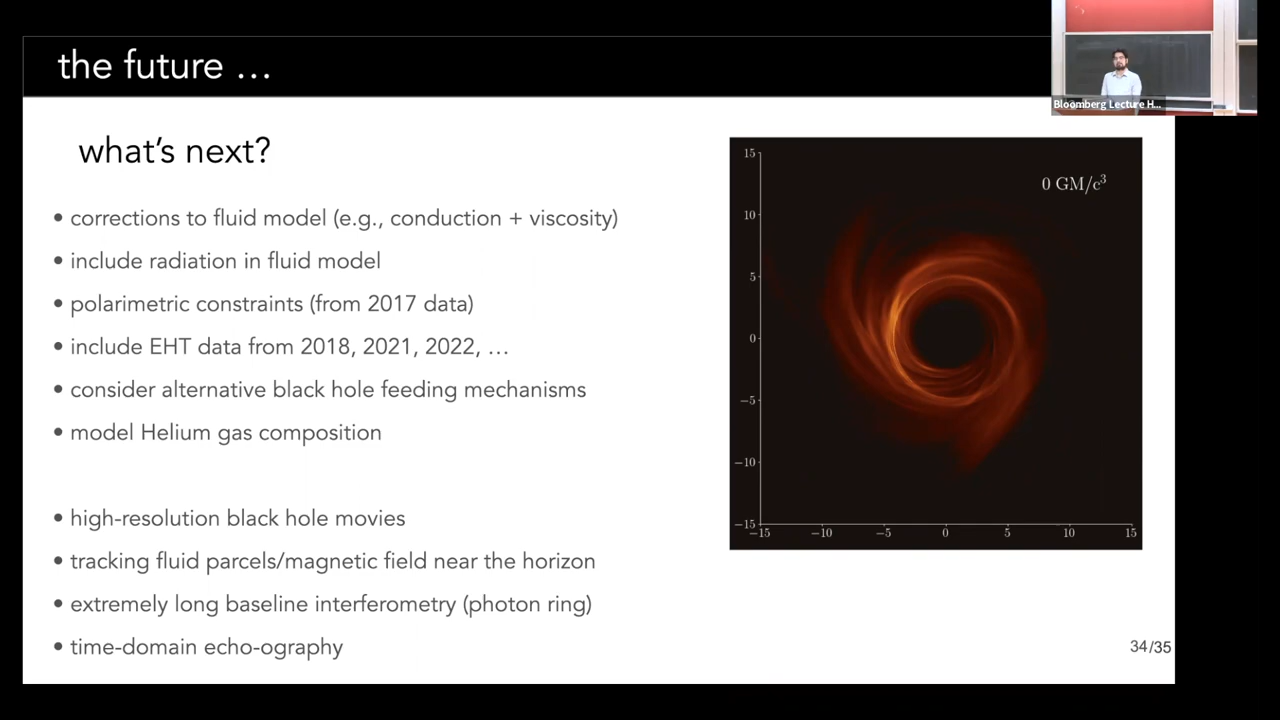 the future …
Bloomberg Lecture H...
what's next?
• corrections to fluid model (e.g., conduction + viscosity)
• include radiation in fluid model
• polarimetric constraints (from 2017 data)
• include EHT data from 2018, 2021, 2022, …
• consider alternative black hole feeding mechanisms
• model Helium gas composition
• high-resolution black hole movies
• tracking fluid parcels/magnetic field near the horizon
• extremely long baseline interferometry (photon ring)
• time-domain echo-ography
0 GM/c³
15
10
5
0
−5
−10
−15
−15 −10 −5 0 5 10 15
34/35